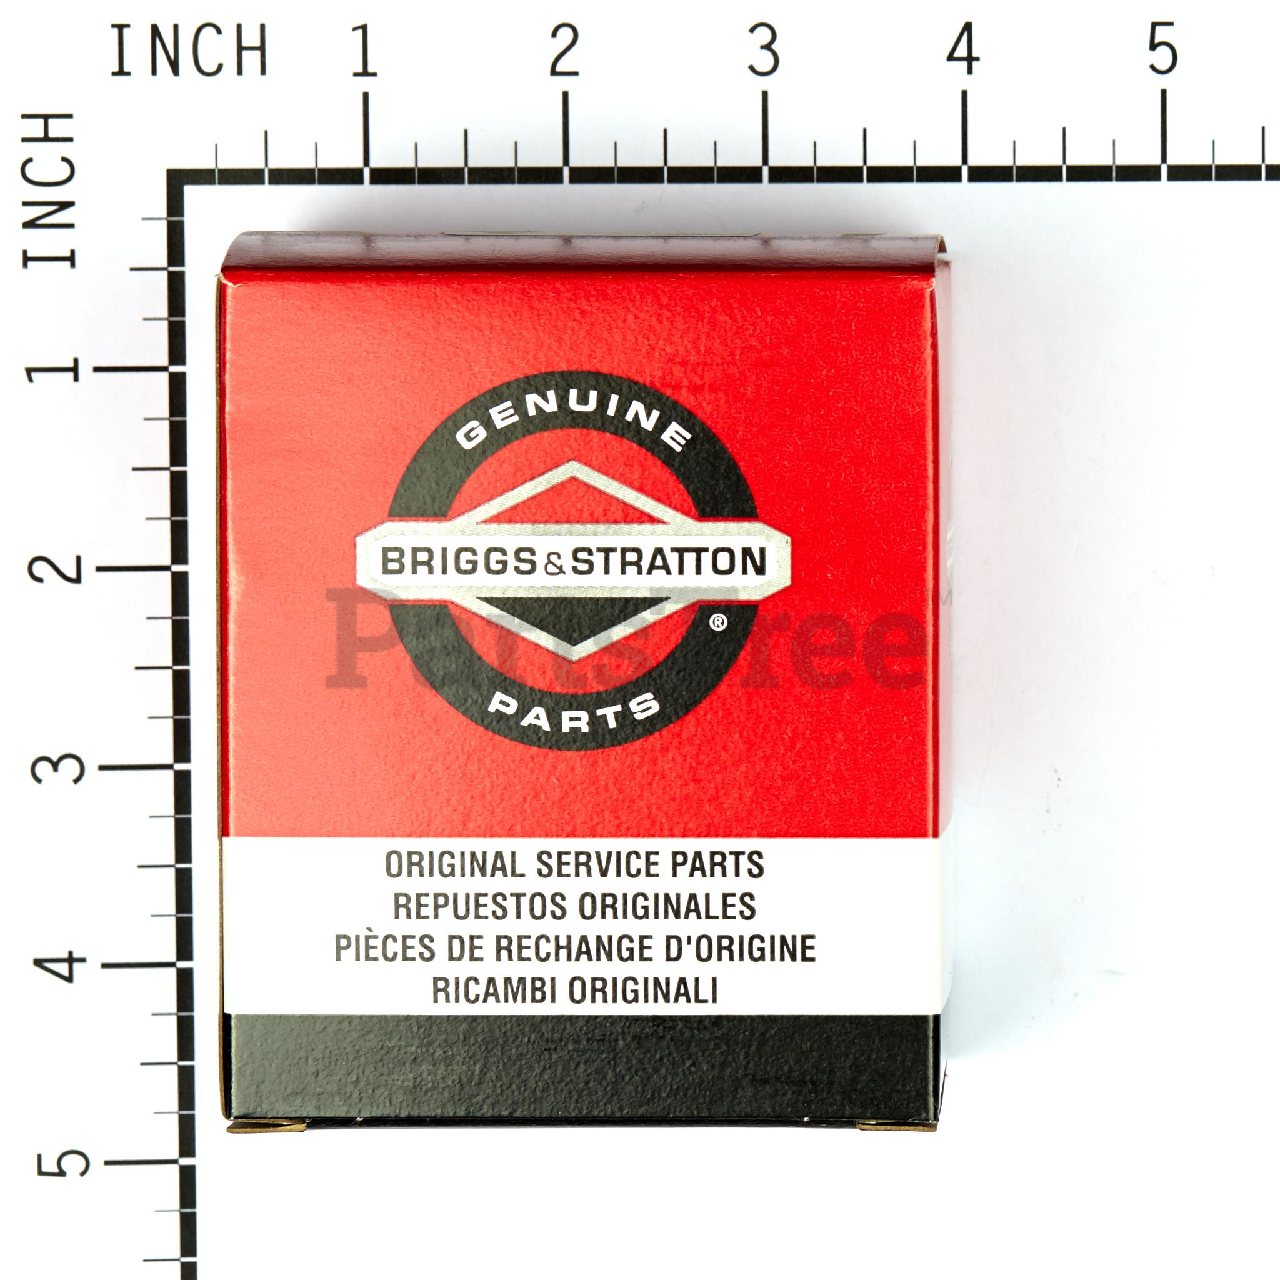 INCH 1 2 3 4 5
INCH
1
2
3
4
5
GENUINE
BRIGGS & STRATTON
®
PARTS
PartsTree
ORIGINAL SERVICE PARTS
REPUESTOS ORIGINALES
PIÈCES DE RECHANGE D'ORIGINE
RICAMBI ORIGINALI